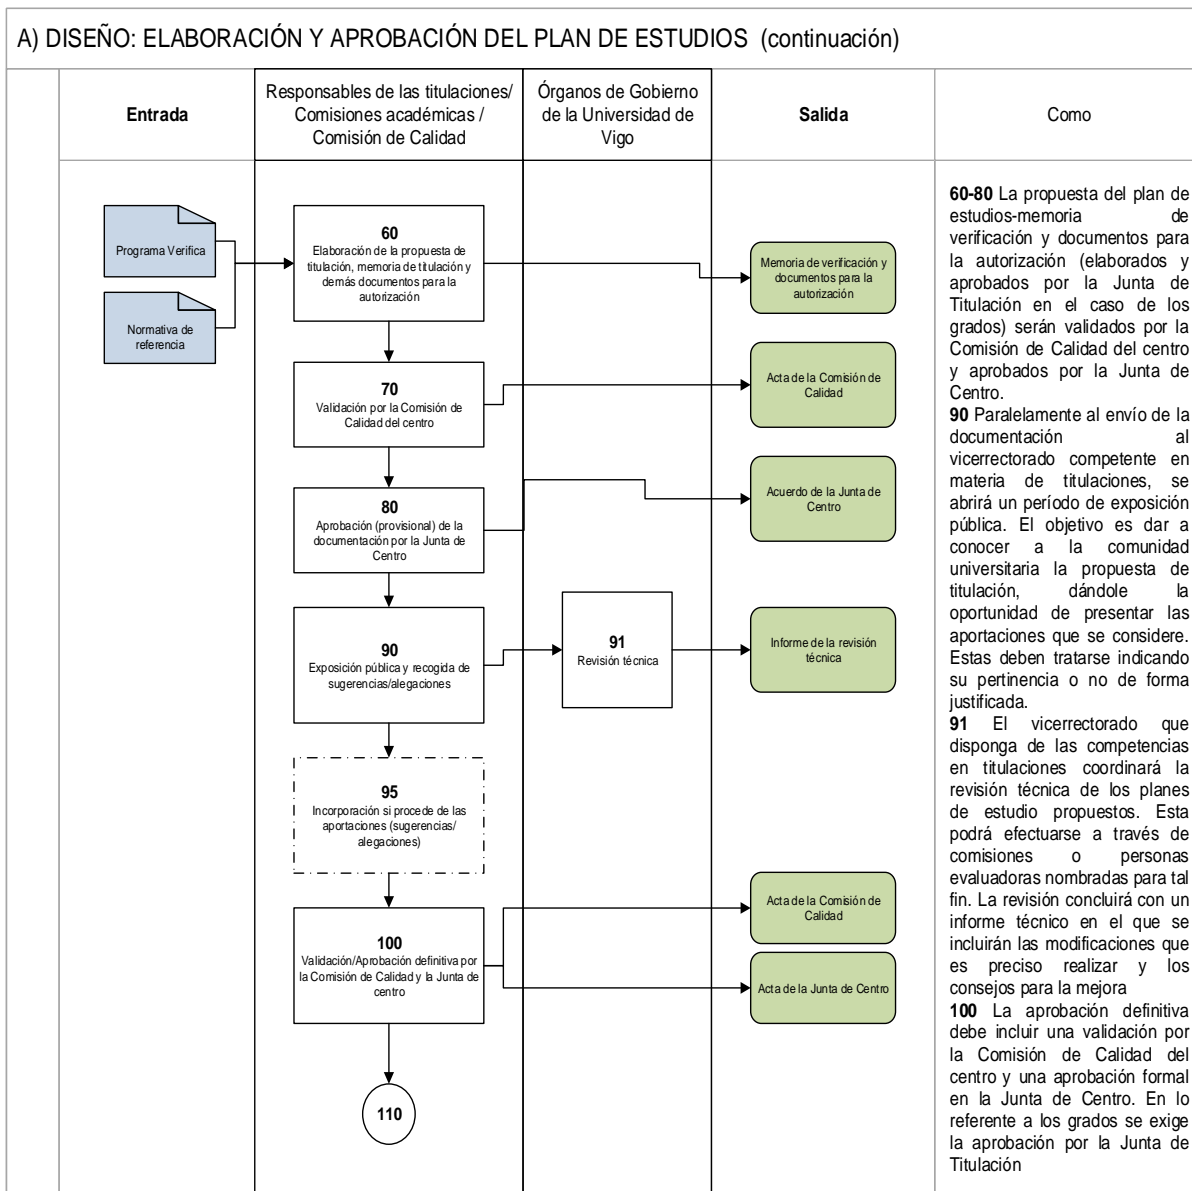 A) DISEÑO: ELABORACIÓN Y APROBACIÓN DEL PLAN DE ESTUDIOS (continuación)
Entrada
Responsables de las titulaciones/
Comisiones académicas /
Comisión de Calidad
Órganos de Gobierno
de la Universidad de
Vigo
Salida
Como
Programa Verifica
Normativa de
referencia
60
Elaboración de la propuesta de
titulación, memoria de titulación y
demás documentos para la
autorización
Memoria de verificación y
documentos para la
autorización
70
Validación por la Comisión de
Calidad del centro
Acta de la Comisión de
Calidad
80
Aprobación (provisional) de la
documentación por la Junta de
Centro
Acuerdo de la Junta de
Centro
90
Exposición pública y recogida de
sugerencias/alegaciones
91
Revisión técnica
Informe de la revisión
técnica
95
Incorporación si procede de las
aportaciones (sugerencias/
alegaciones)
100
Validación/Aprobación definitiva por
la Comisión de Calidad y la Junta de
centro
Acta de la Comisión de
Calidad
Acta de la Junta de Centro
110
60-80 La propuesta del plan de
estudios-memoria de
verificación y documentos para
la autorización (elaborados y
aprobados por la Junta de
Titulación en el caso de los
grados) serán validados por la
Comisión de Calidad del centro
y aprobados por la Junta de
Centro.
90 Paralelamente al envío de la
documentación al
vicerrectorado competente en
materia de titulaciones, se
abrirá un período de exposición
pública. El objetivo es dar a
conocer a la comunidad
universitaria la propuesta de
titulación, dándole la
oportunidad de presentar las
aportaciones que se considere.
Estas deben tratarse indicando
su pertinencia o no de forma
justificada.
91 El vicerrectorado que
disponga de las competencias
en titulaciones coordinará la
revisión técnica de los planes
de estudio propuestos. Esta
podrá efectuarse a través de
comisiones o personas
evaluadoras nombradas para tal
fin. La revisión concluirá con un
informe técnico en el que se
incluirán las modificaciones que
es preciso realizar y los
consejos para la mejora
100 La aprobación definitiva
debe incluir una validación por
la Comisión de Calidad del
centro y una aprobación formal
en la Junta de Centro. En lo
referente a los grados se exige
la aprobación por la Junta de
Titulación